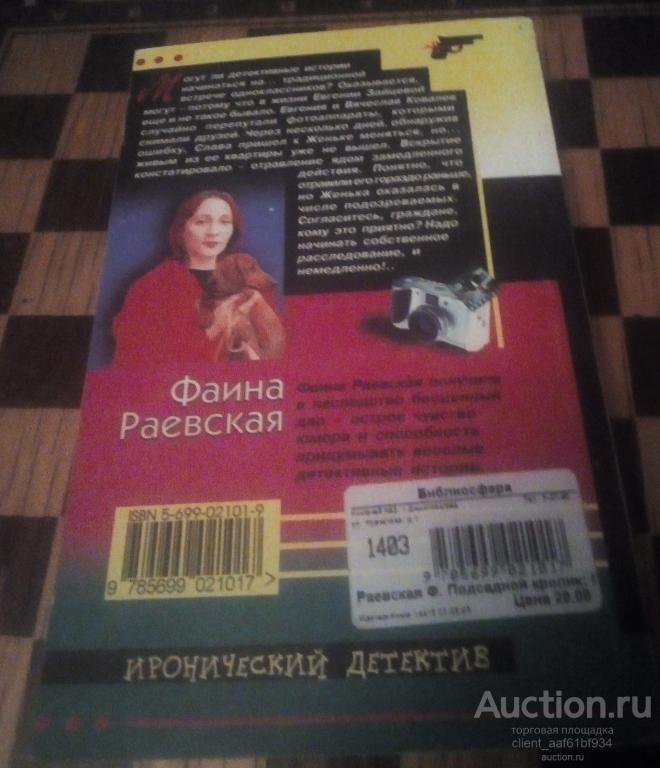 Могут ли детективные истории
начинаться на... традиционной
встрече одноклассников? Оказывается,
могут - потому что в жизни Евгении Зайцевой
еще и не такое бывало. Евгения и Вячеслав Ковалев
случайно перепутали фотоаппараты, которыми
снимали друзей. Через несколько дней, обнаружив
ошибку, Слава пришел к Женьке меняться, но...
живым из ее квартиры уже не вышел. Вскрытие
констатировало - отравление ядом замедленного
действия. Понятно, что
отравили его гораздо раньше,
но Женька оказалась в
числе подозреваемых.
Согласитесь, граждане,
кому это приятно? Надо
начинать собственное
расследование, и
немедленно!..
Фаина
Раевская
Фаина Раевская получила
в наследство бесценный
дар - острое чувство
юмора и способность
придумывать веселые
детективные истории.
ISBN 5-699-02101-9
9 785699 021017 >
Библиосфера
1403
9 785699 021017
Раевская Ф. Подсадной кролик:
Цена 28.00
ИРОНИЧЕСКИЙ ДЕТЕКТИВ
Auction.ru
торговая площадка
client_aaf61bf934
auction.ru